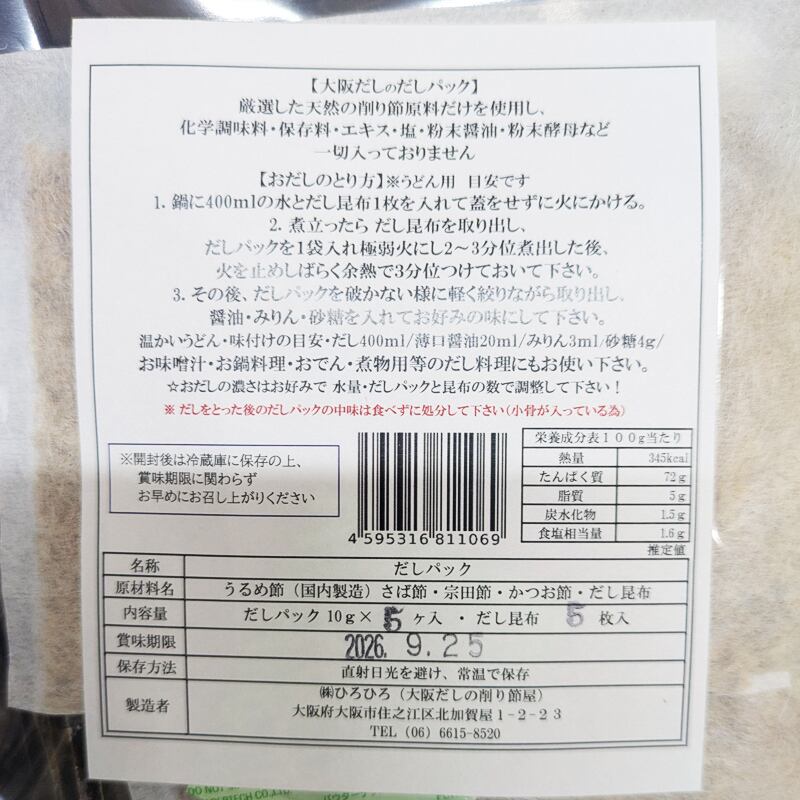 【大阪だしのだしパック】
厳選した天然の削り節原料だけを使用し、
化学調味料・保存料・エキス・塩・粉末醤油・粉末酵母など
一切入っておりません
【おだしのとり方】※うどん用 目安です
1. 鍋に400mlの水とだし昆布1枚を入れて蓋をせずに火にかける。
2. 煮立ったら だし昆布を取り出し、
だしパックを1袋入れ極弱火にし2～3分位煮出した後、
火を止めしばらく余熱で3分位つけておいて下さい。
3. その後、だしパックを破かない様に軽く絞りながら取り出し、
醤油・みりん・砂糖を入れてお好みの味にして下さい。
温かいうどん・味付けの目安・だし400ml/薄口醤油20ml/みりん3ml/砂糖4g/
お味噌汁・お鍋料理・おでん・煮物用等のだし料理にもお使い下さい。
☆おだしの濃さはお好みで 水量・だしパックと昆布の数で調整して下さい！
※ だしをとった後のだしパックの中味は食べずに処分して下さい(小骨が入っている為)
※開封後は冷蔵庫に保存の上、
賞味期限に関わらず
お早めにお召し上がりください
4 595316 811069
栄養成分表100g当たり
熱量 345kcal
たんぱく質 72g
脂質 5g
炭水化物 1.5g
食塩相当量 1.6g
推定値
名称 だしパック
原材料名 うるめ節（国内製造）さば節・宗田節・かつお節・だし昆布
内容量 だしパック 10g× 5 ケ入 ・ だし昆布 5 枚入
賞味期限 2026. 9.25
保存方法 直射日光を避け、常温で保存
製造者 ㈱ひろひろ（大阪だしの削り節屋）
大阪府大阪市住之江区北加賀屋1-2-23
TEL (06) 6615-8520
DO NOT